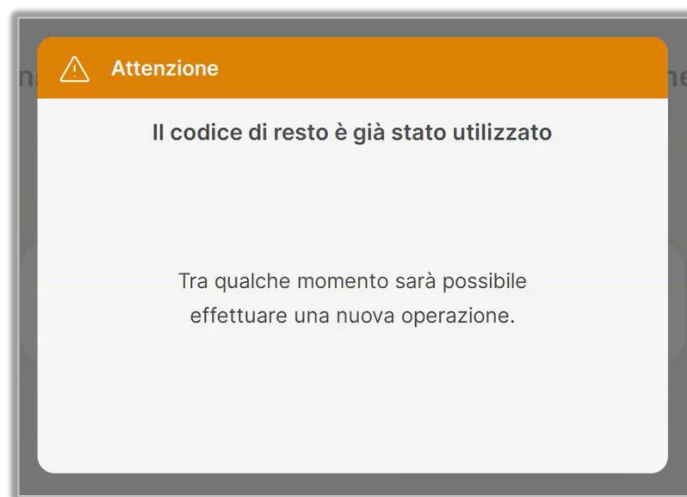 Attenzione
Il codice di resto è già stato utilizzato
Tra qualche momento sarà possibile
effettuare una nuova operazione.